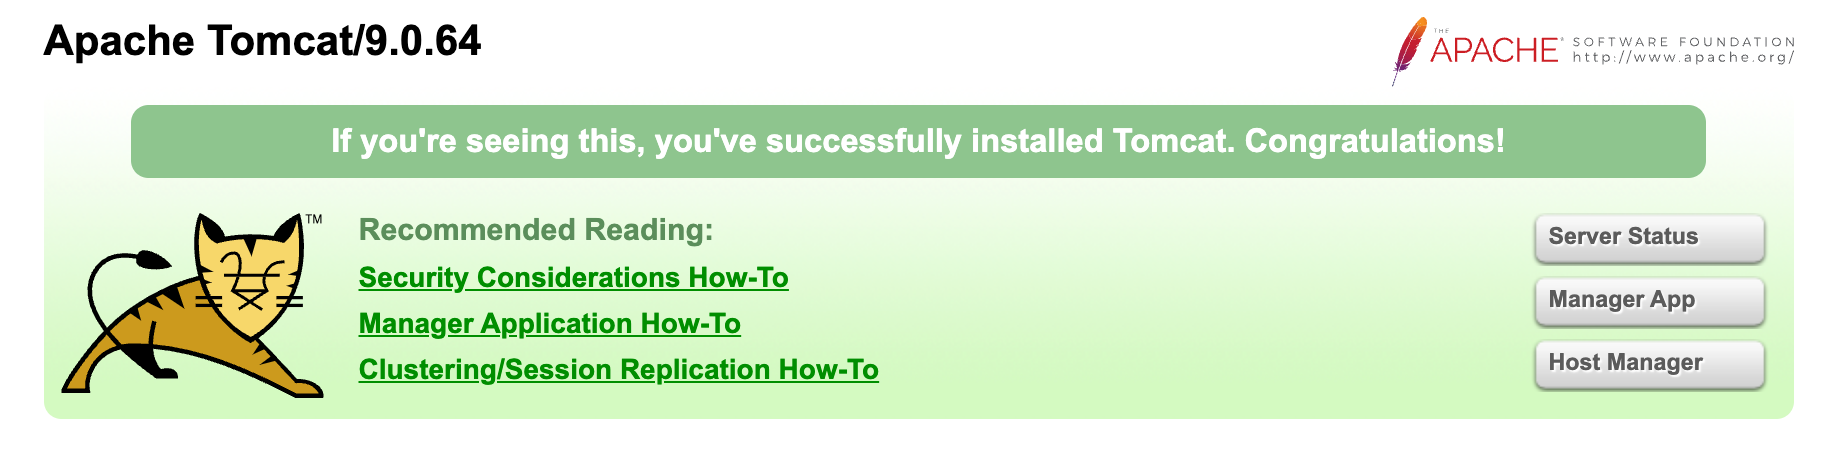 Apache Tomcat/9.0.64
THE APACHE® SOFTWARE FOUNDATION
http://www.apache.org/
If you're seeing this, you've successfully installed Tomcat. Congratulations!
TM
Recommended Reading:
Security Considerations How-To
Manager Application How-To
Clustering/Session Replication How-To
Server Status
Manager App
Host Manager